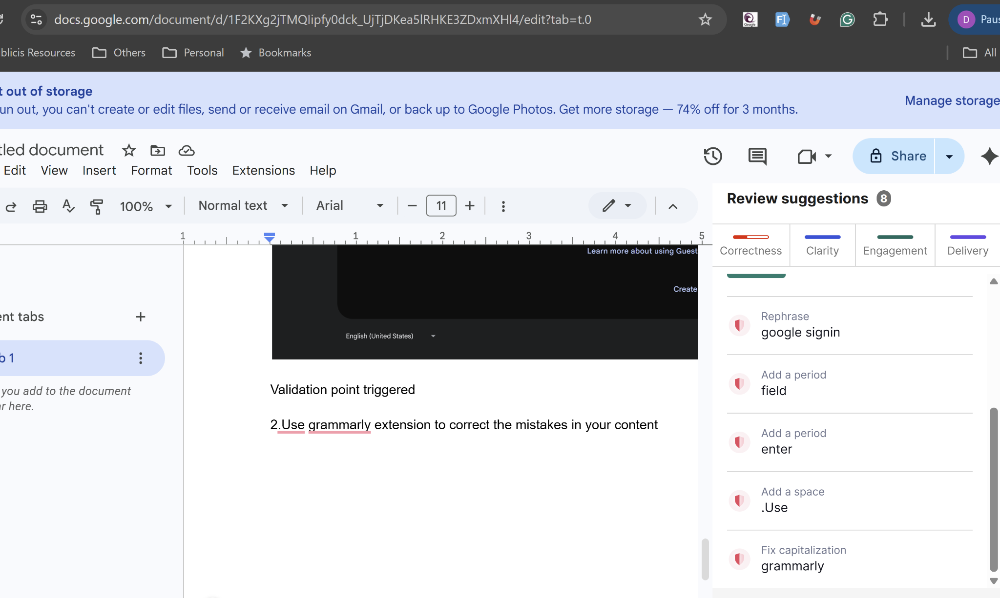 docs.google.com/document/d/1F2KXg2jTMQIipfy0dck_UjTjDKea5lRHKE3ZDxmXHl4/edit?tab=t.0
D Paus
blicis Resources
Others
Personal
Bookmarks
All
t out of storage
un out, you can't create or edit files, send or receive email on Gmail, or back up to Google Photos. Get more storage — 74% off for 3 months.
Manage storage
tled document
Edit View Insert Format Tools Extensions Help
Share
100% Normal text Arial 11
Review suggestions 8
1 1 2 3 4 5
Correctness Clarity Engagement Delivery
Learn more about using Guest
Create
English (United States)
ent tabs
b 1
you add to the document
ar here.
Validation point triggered
2.Use grammarly extension to correct the mistakes in your content
Rephrase
google signin
Add a period
field
Add a period
enter
Add a space
.Use
Fix capitalization
grammarly